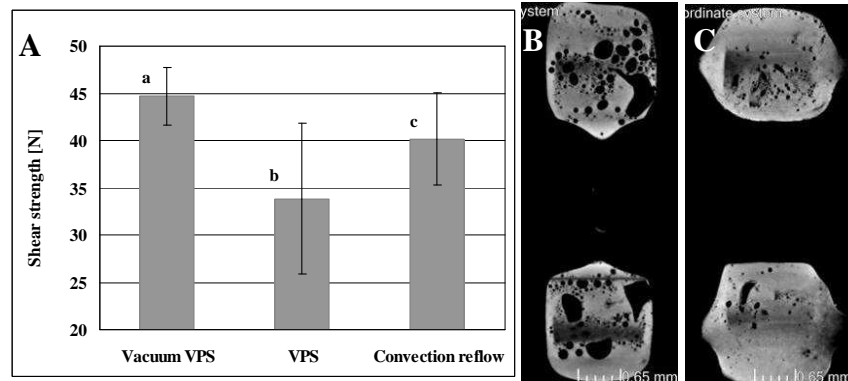 A
50
45
40
35
30
25
20
Shear strength [N]
a
b
c
Vacuum VPS
VPS
Convection reflow
B
ystem
0.65 mm
C
ordinate system
0.65 mm